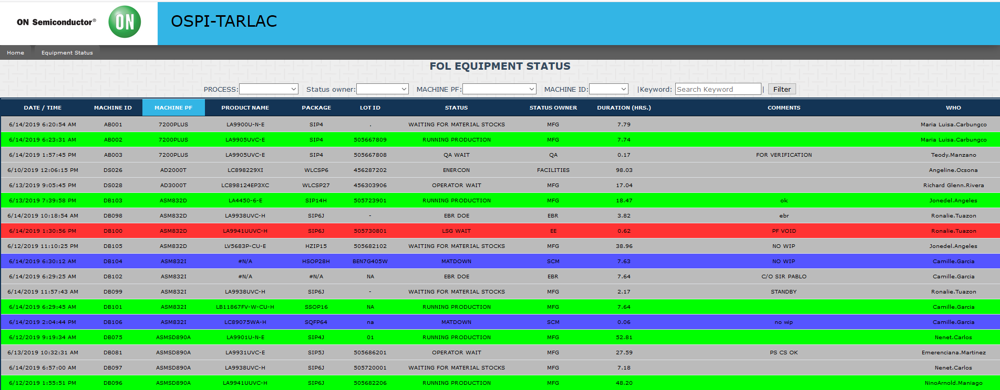 ON Semiconductor® ON
OSPI-TARLAC
Home Equipment Status
FOL EQUIPMENT STATUS
PROCESS: Status owner: MACHINE PF: MACHINE ID: |Keyword: Search Keyword | Filter
DATE / TIME MACHINE ID MACHINE PF PRODUCT NAME PACKAGE LOT ID STATUS STATUS OWNER DURATION (HRS.) COMMENTS WHO
6/14/2019 6:20:54 AM AB001 7200PLUS LA9900U-N-E SIP4 . WAITING FOR MATERIAL STOCKS MFG 7.79 Maria Luisa.Carbungco
6/14/2019 6:23:31 AM AB002 7200PLUS LA9905UVC-E SIP4 505667809 RUNNING PRODUCTION MFG 7.74 Maria Luisa.Carbungco
6/14/2019 1:57:45 PM AB003 7200PLUS LA9905UVC-E SIP4 505667808 QA WAIT QA 0.17 FOR VERIFICATION Teody.Manzano
6/10/2019 12:06:15 PM DS026 AD2000T LC898229XI WLCSP6 456287202 ENERCON FACILITIES 98.03 Angeline.Ocsona
6/13/2019 9:05:45 PM DS028 AD3000T LC898124EP3XC WLCSP27 456303906 OPERATOR WAIT MFG 17.04 Richard Glenn.Rivera
6/13/2019 7:39:58 PM DB103 ASM832D LA4450-6-E SIP14H 505723901 RUNNING PRODUCTION MFG 18.47 ok Jonedel.Angeles
6/14/2019 10:18:54 AM DB098 ASM832D LA9938UVC-H SIP6J - EBR DOE EBR 3.82 ebr Ronalie.Tuazon
6/14/2019 1:30:56 PM DB100 ASM832D LA9941UUVC-H SIP6J 505730801 LSG WAIT EE 0.62 PF VOID Ronalie.Tuazon
6/12/2019 11:10:25 PM DB105 ASM832D LV5683P-CU-E HZIP15 505682102 WAITING FOR MATERIAL STOCKS MFG 38.96 NO WIP Jonedel.Angeles
6/14/2019 6:30:12 AM DB104 ASM832I #N/A HSOP28H BEN7G405W MATDOWN SCM 7.63 NO WIP Camille.Garcia
6/14/2019 6:29:25 AM DB102 ASM832I #N/A #N/A NA EBR DOE EBR 7.64 C/O SIR PABLO Camille.Garcia
6/14/2019 11:57:43 AM DB099 ASM832I LA9938UVC-H SIP6J - WAITING FOR MATERIAL STOCKS MFG 2.17 STANDBY Ronalie.Tuazon
6/14/2019 6:29:45 AM DB101 ASM832I LB11867FV-W-CU-H SSOP16 NA RUNNING PRODUCTION MFG 7.64 Camille.Garcia
6/14/2019 2:04:44 PM DB106 ASM832I LC89075WA-H SQFP64 na MATDOWN SCM 0.06 no wip Camille.Garcia
6/12/2019 9:19:34 AM DB075 ASMSD890A LA9901U-N-E SIP4J 01 RUNNING PRODUCTION MFG 52.81 Nenet.Carlos
6/13/2019 10:32:31 AM DB081 ASMSD890A LA9931UVC-E SIP5J 505686201 OPERATOR WAIT MFG 27.59 PS CS OK Emerenciana.Martinez
6/14/2019 6:57:00 AM DB097 ASMSD890A LA9938UVC-H SIP6J 505720001 WAITING FOR MATERIAL STOCKS MFG 7.18 Nenet.Carlos
6/12/2019 1:55:51 PM DB096 ASMSD890A LA9941UUVC-H SIP6J 505682206 RUNNING PRODUCTION MFG 48.20 NinoArnold.Maniago